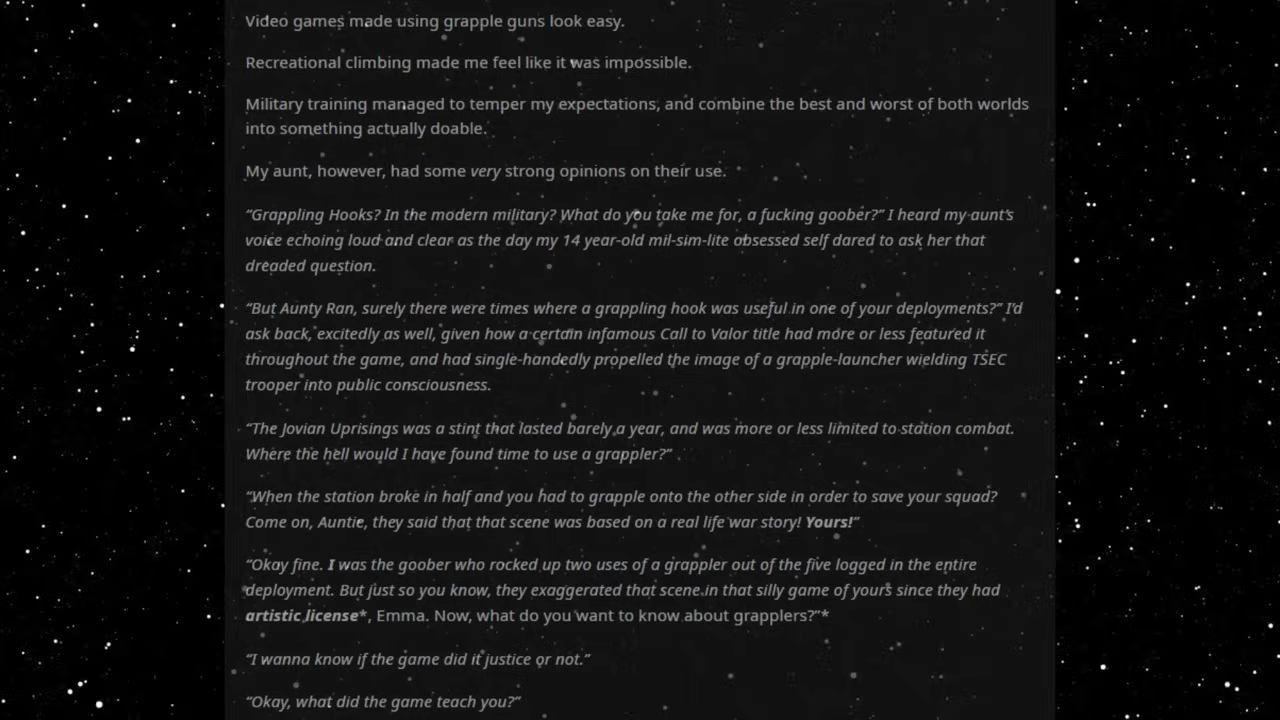 Video games made using grapple guns look easy.
Recreational climbing made me feel like it was impossible.
Military training managed to temper my expectations, and combine the best and worst of both worlds
into something actually doable.
My aunt, however, had some very strong opinions on their use.
“Grappling Hooks? In the modern military? What do you take me for, a fucking goober?” I heard my aunt’s
voice echoing loud and clear as the day my 14 year-old mil-sim-lite obsessed self dared to ask her that
dreaded question.
“But Aunty Ran, surely there were times where a grappling hook was useful in one of your deployments?” I’d
ask back, excitedly as well, given how a certain infamous Call to Valor title had more or less featured it
throughout the game, and had single-handedly propelled the image of a grapple-launcher wielding TSEC
trooper into public consciousness.
“The Jovian Uprisings was a stint that lasted barely a year, and was more or less limited to station combat.
Where the hell would I have found time to use a grappler?”
“When the station broke in half and you had to grapple onto the other side in order to save your squad?
Come on, Auntie, they said that that scene was based on a real life war story! Yours!”
“Okay fine. I was the goober who rocked up two uses of a grappler out of the five logged in the entire
deployment. But just so you know, they exaggerated that scene in that silly game of yours since they had
artistic license*, Emma. Now, what do you want to know about grapplers?”*
“I wanna know if the game did it justice or not.”
“Okay, what did the game teach you?”